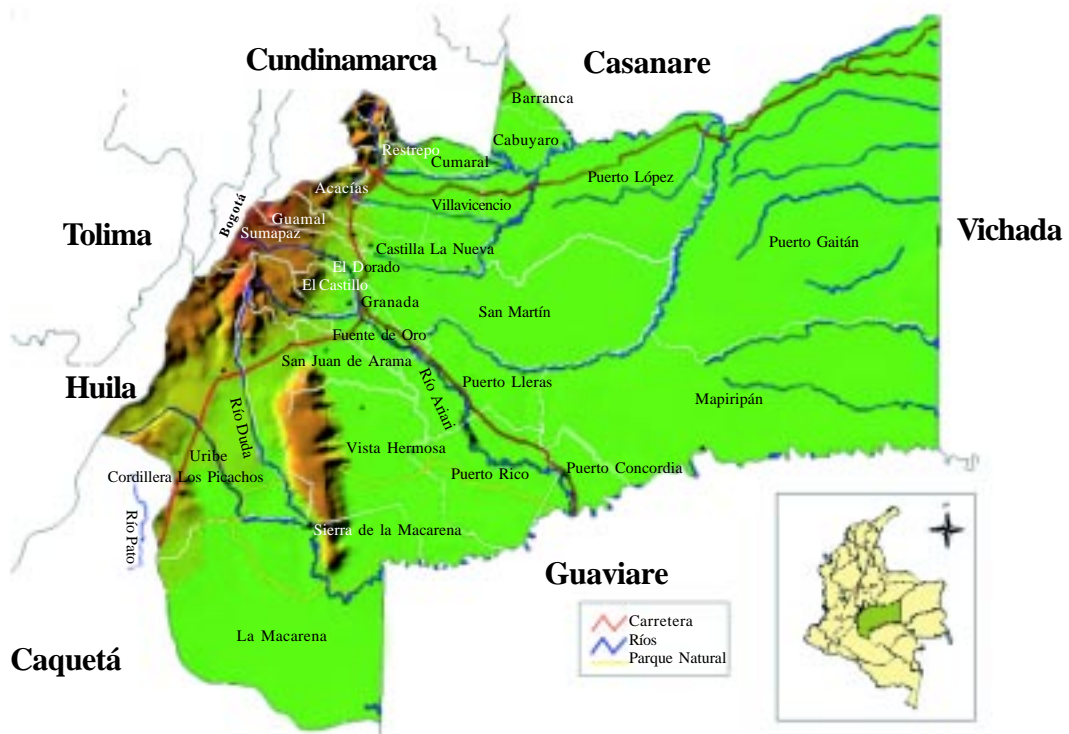 Cundinamarca
Casanare
Barranca
Cabuyaro
Restrepo
Cumaral
Puerto López
Acacías
Villavicencio
Bogotá
Guamal
Sumapaz
Tolima
Vichada
Puerto Gaitán
Castilla La Nueva
El Dorado
El Castillo
Granada
San Martín
Fuente de Oro
San Juan de Arama
Huila
Puerto Lleras
Río Ariari
Río Duda
Mapiripán
Vista Hermosa
Uribe
Cordillera Los Picachos
Puerto Rico
Puerto Concordia
Río Pato
Sierra de la Macarena
Guaviare
La Macarena
Caquetá
Carretera
Ríos
Parque Natural